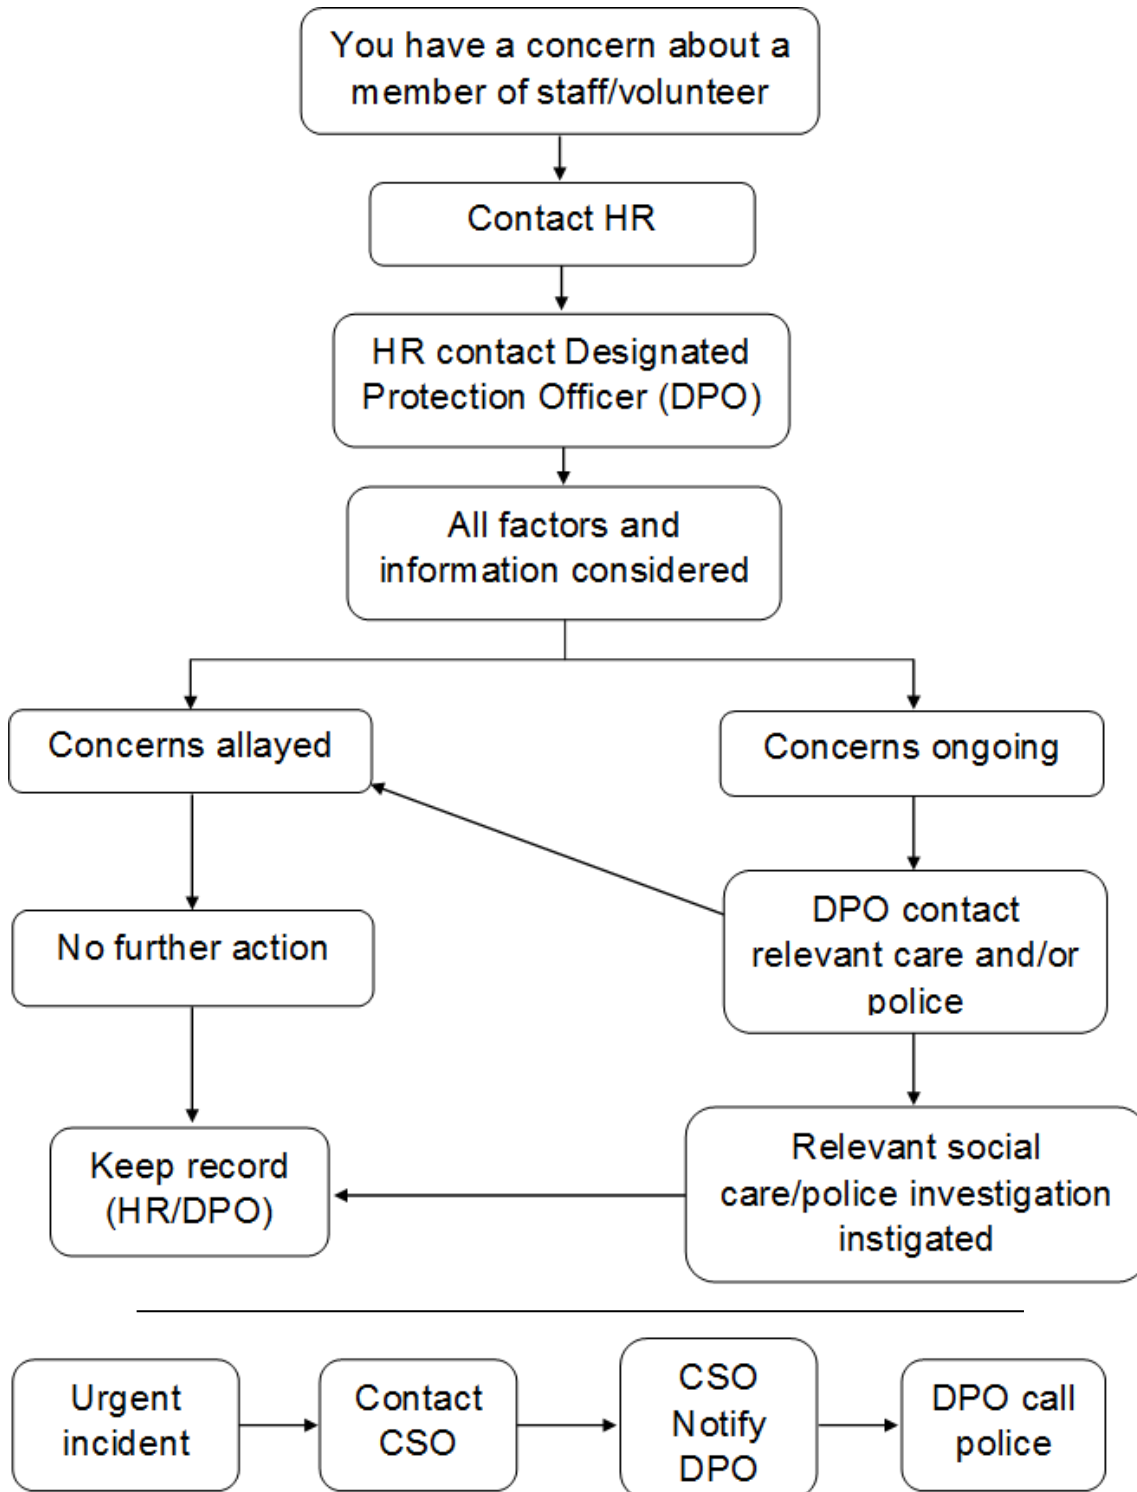 You have a concern about a
member of staff/volunteer
Contact HR
HR contact Designated
Protection Officer (DPO)
All factors and
information considered
Concerns allayed
Concerns ongoing
No further action
DPO contact
relevant care and/or
police
Keep record
(HR/DPO)
Relevant social
care/police investigation
instigated
Urgent
incident
Contact
CSO
CSO
Notify
DPO
DPO call
police